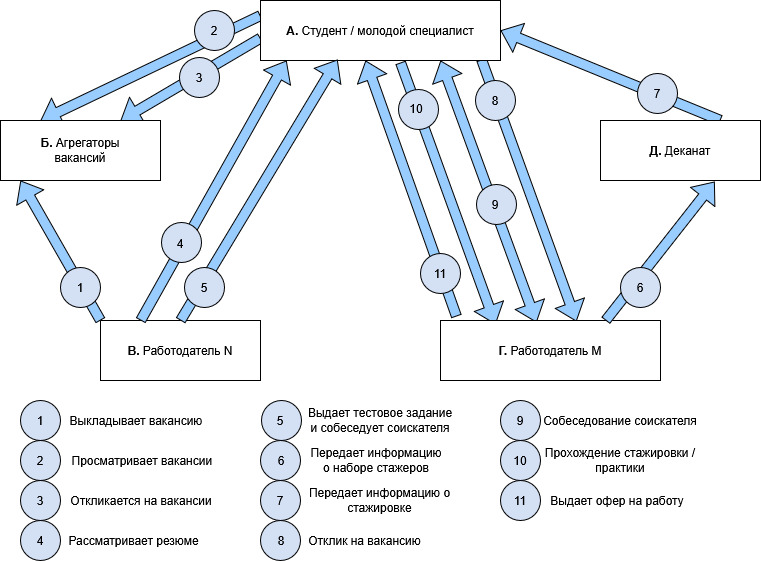 А. Студент / молодой специалист
2
3
7
10
8
Б. Агрегаторы
вакансий
Д. Деканат
9
4
11
1
5
6
В. Работодатель N
Г. Работодатель M
1 Выкладывает вакансию
2 Просматривает вакансии
3 Откликается на вакансии
4 Рассматривает резюме
5 Выдает тестовое задание
и собеседует соискателя
6 Передает информацию
о наборе стажеров
7 Передает информацию о
стажировке
8 Отклик на вакансию
9 Собеседование соискателя
10 Прохождение стажировки /
практики
11 Выдает офер на работу